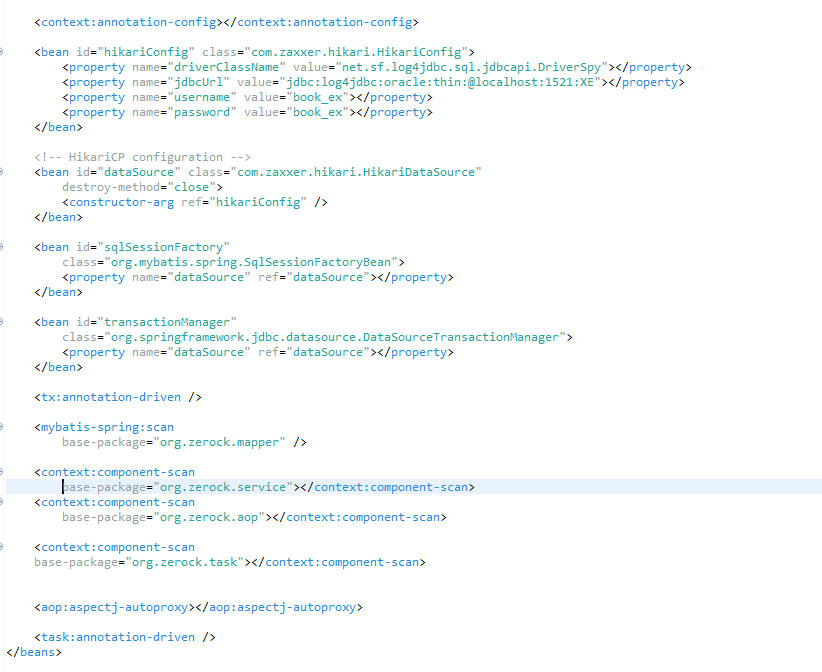 <context:annotation-config></context:annotation-config>
<bean id="hikariConfig" class="com.zaxxer.hikari.HikariConfig">
<property name="driverClassName" value="net.sf.log4jdbc.sql.jdbcapi.DriverSpy"></property>
<property name="jdbcUrl" value="jdbc:log4jdbc:oracle:thin:@localhost:1521:XE"></property>
<property name="username" value="book_ex"></property>
<property name="password" value="book_ex"></property>
</bean>
<!-- HikariCP configuration -->
<bean id="dataSource" class="com.zaxxer.hikari.HikariDataSource"
destroy-method="close">
<constructor-arg ref="hikariConfig" />
</bean>
<bean id="sqlSessionFactory"
class="org.mybatis.spring.SqlSessionFactoryBean">
<property name="dataSource" ref="dataSource"></property>
</bean>
<bean id="transactionManager"
class="org.springframework.jdbc.datasource.DataSourceTransactionManager">
<property name="dataSource" ref="dataSource"></property>
</bean>
<tx:annotation-driven />
<mybatis-spring:scan
base-package="org.zerock.mapper" />
<context:component-scan
base-package="org.zerock.service"></context:component-scan>
<context:component-scan
base-package="org.zerock.aop"></context:component-scan>
<context:component-scan
base-package="org.zerock.task"></context:component-scan>
<aop:aspectj-autoproxy></aop:aspectj-autoproxy>
<task:annotation-driven />
</beans>